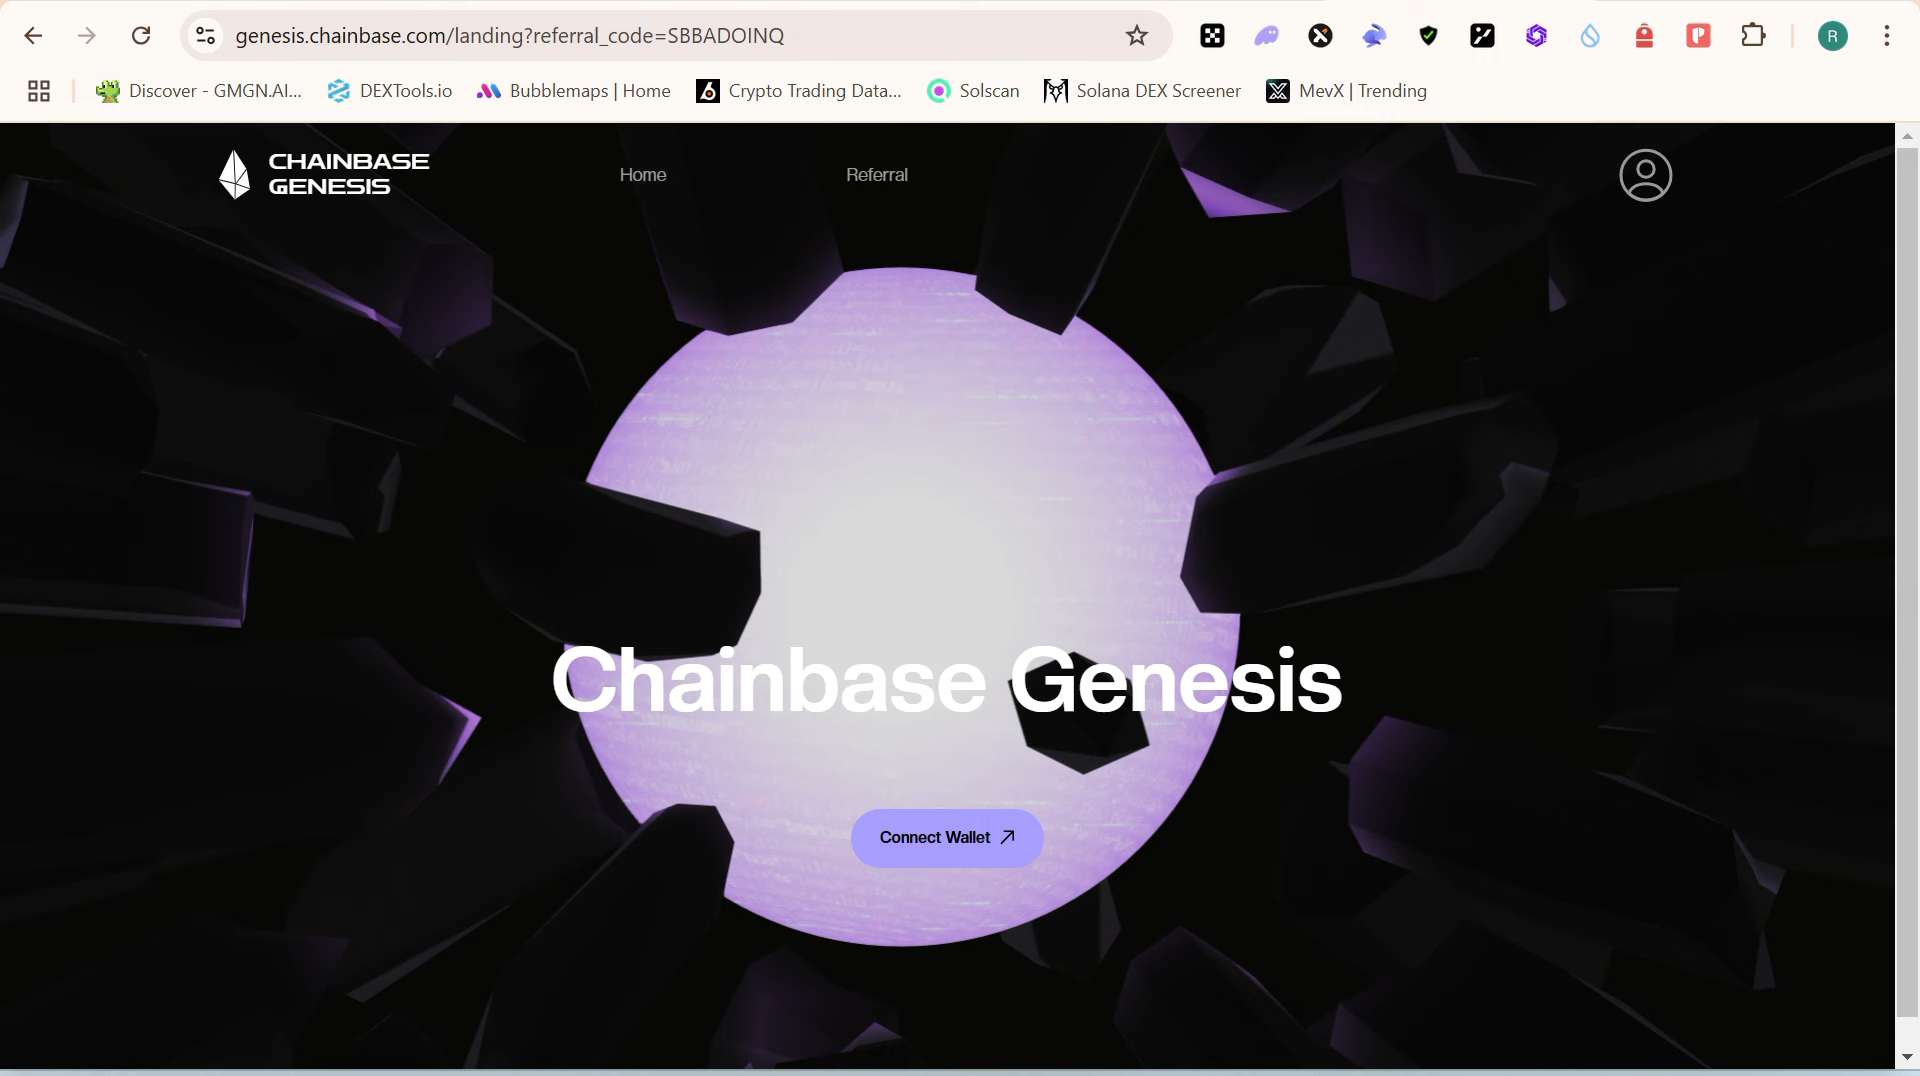 genesis.chainbase.com/landing?referral_code=SBBADOINQ
R
Discover - GMGN.AI...
DEXTools.io
Bubblemaps | Home
Crypto Trading Data...
Solscan
Solana DEX Screener
MevX | Trending
CHAINBASE
GENESIS
Home
Referral
Chainbase Genesis
Connect Wallet